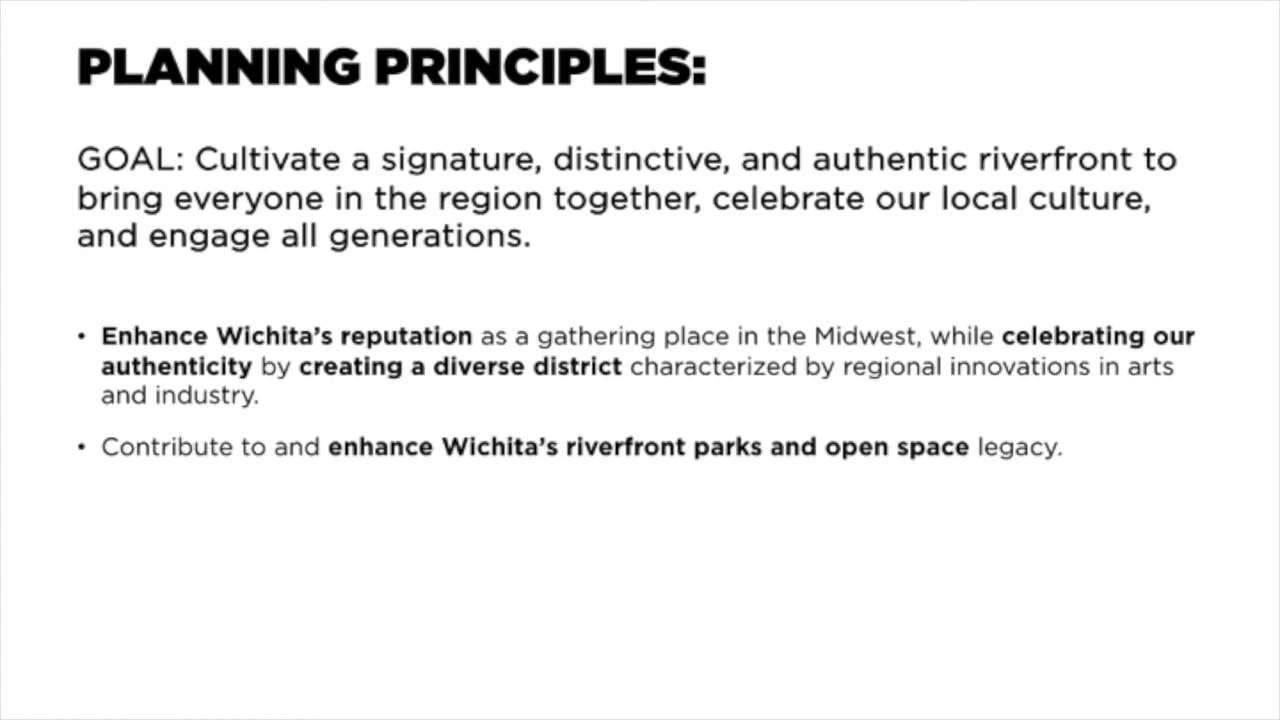 PLANNING PRINCIPLES:
GOAL: Cultivate a signature, distinctive, and authentic riverfront to
bring everyone in the region together, celebrate our local culture,
and engage all generations.
• Enhance Wichita’s reputation as a gathering place in the Midwest, while celebrating our
authenticity by creating a diverse district characterized by regional innovations in arts
and industry.
• Contribute to and enhance Wichita’s riverfront parks and open space legacy.